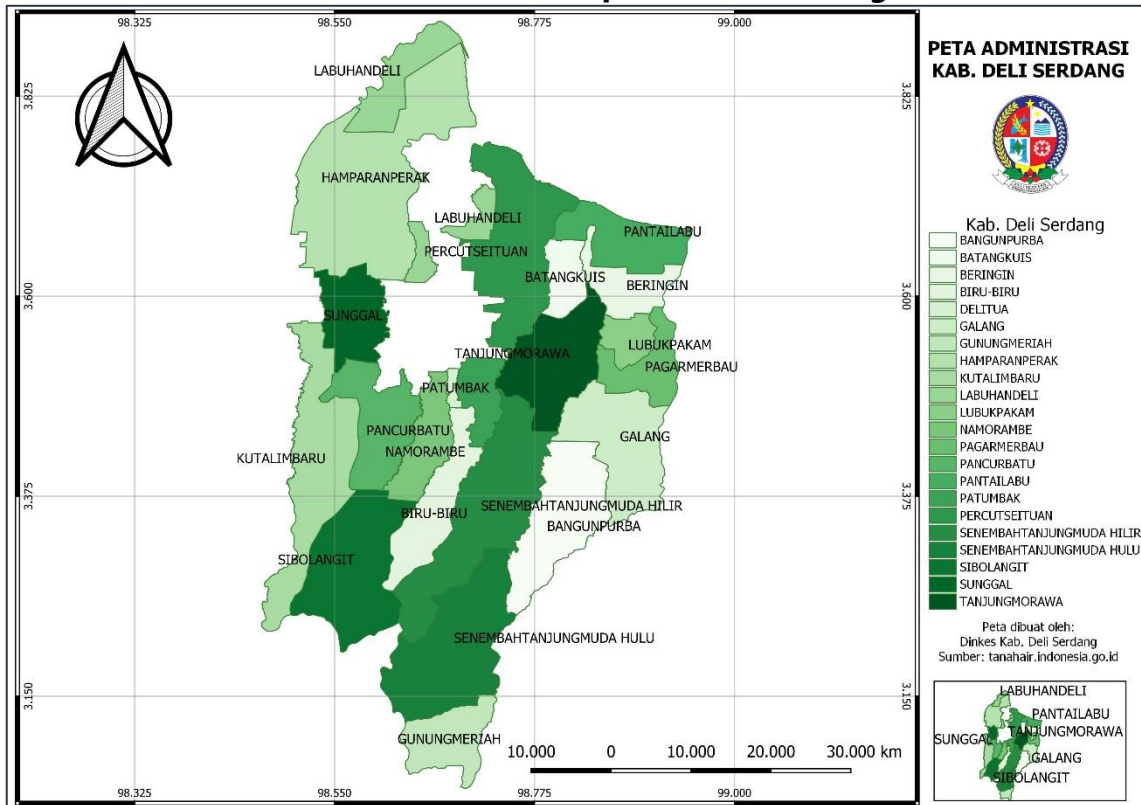 98.325 98.550 98.775 99.000
3.825 3.825
3.600 3.600
3.375 3.375
3.150 3.150
98.325 98.550 98.775 99.000
LABUHANDELI
HAMPARANPERAK
LABUHANDELI
PERCUTSEITUAN
PANTAILABU
BATANGKUIS
BERINGIN
SUNGGAL
TANJUNGMORAWA
LUBUKPAKAM
PAGARMERBAU
PATUMBAK
PANCURBATU
GALANG
NAMORAMBE
KUTALIMBARU
SENEMBAHTANJUNGMUDA HILIR
BIRU-BIRU
BANGUNPURBA
SIBOLANGIT
SENEMBAHTANJUNGMUDA HULU
GUNUNGMERIAH
10.000 0 10.000 20.000 30.000 km
PETA ADMINISTRASI
KAB. DELI SERDANG
Kab. Deli Serdang
BANGUNPURBA
BATANGKUIS
BERINGIN
BIRU-BIRU
DELITUA
GALANG
GUNUNGMERIAH
HAMPARANPERAK
KUTALIMBARU
LABUHANDELI
LUBUKPAKAM
NAMORAMBE
PAGARMERBAU
PANCURBATU
PANTAILABU
PATUMBAK
PERCUTSEITUAN
SENEMBAHTANJUNGMUDA HILIR
SENEMBAHTANJUNGMUDA HULU
SIBOLANGIT
SUNGGAL
TANJUNGMORAWA
Peta dibuat oleh:
Dinkes Kab. Deli Serdang
Sumber: tanahair.indonesia.go.id
LABUHANDELI
PANTAILABU
TANJUNGMORAWA
SUNGGAL
GALANG
SIBOLANGIT